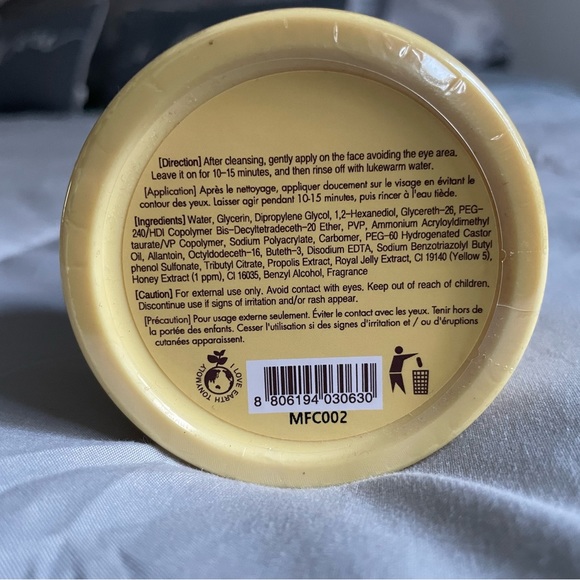 [Direction] After cleansing, gently apply on the face avoiding the eye area.
Leave it on for 10-15 minutes, and then rinse off with lukewarm water.
[Application] Après le nettoyage, appliquer doucement sur le visage en évitant le
contour des yeux. Laisser agir pendant 10-15 minutes, puis rincer à l'eau tiède.
[Ingredients] Water, Glycerin, Dipropylene Glycol, 1,2-Hexanediol, Glycereth-26, PEG-
240/HDI Copolymer Bis-Decyltetradeceth-20 Ether, PVP, Ammonium Acryloyldimethyl
taurate/VP Copolymer, Sodium Polyacrylate, Carbomer, PEG-60 Hydrogenated Castor
Oil, Allantoin, Octyldodeceth-16, Buteth-3, Disodium EDTA, Sodium Benzotriazolyl Butyl
phenol Sulfonate, Tributyl Citrate, Propolis Extract, Royal Jelly Extract, CI 19140 (Yellow 5),
Honey Extract (1 ppm), CI 16035, Benzyl Alcohol, Fragrance
[Caution] For external use only. Avoid contact with eyes. Keep out of reach of children.
Discontinue use if signs of irritation and/or rash appear.
[Précaution] Pour usage externe seulement. Éviter le contact avec les yeux. Tenir hors de
la portée des enfants. Cesser l'utilisation si des signes d'irritation et / ou d'éruptions
cutanées apparaissent.
I LOVE EARTH TONYMOLY
8 806194 030630
MFC002